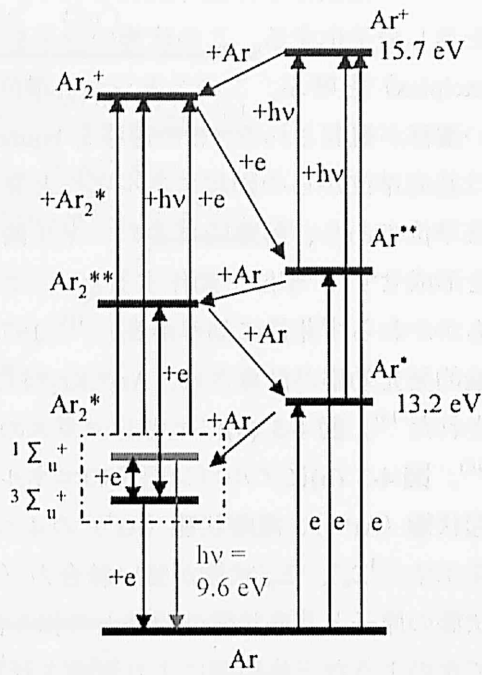 Ar⁺
+Ar
15.7 eV
Ar₂⁺
+hν
+e
+Ar₂*
+hν
+e
+hν
Ar**
+Ar
Ar₂**
+Ar
Ar*
+e
Ar₂*
+Ar
13.2 eV
¹Σᵤ⁺
³Σᵤ⁺
+e
e e e
hν =
+e
9.6 eV
Ar